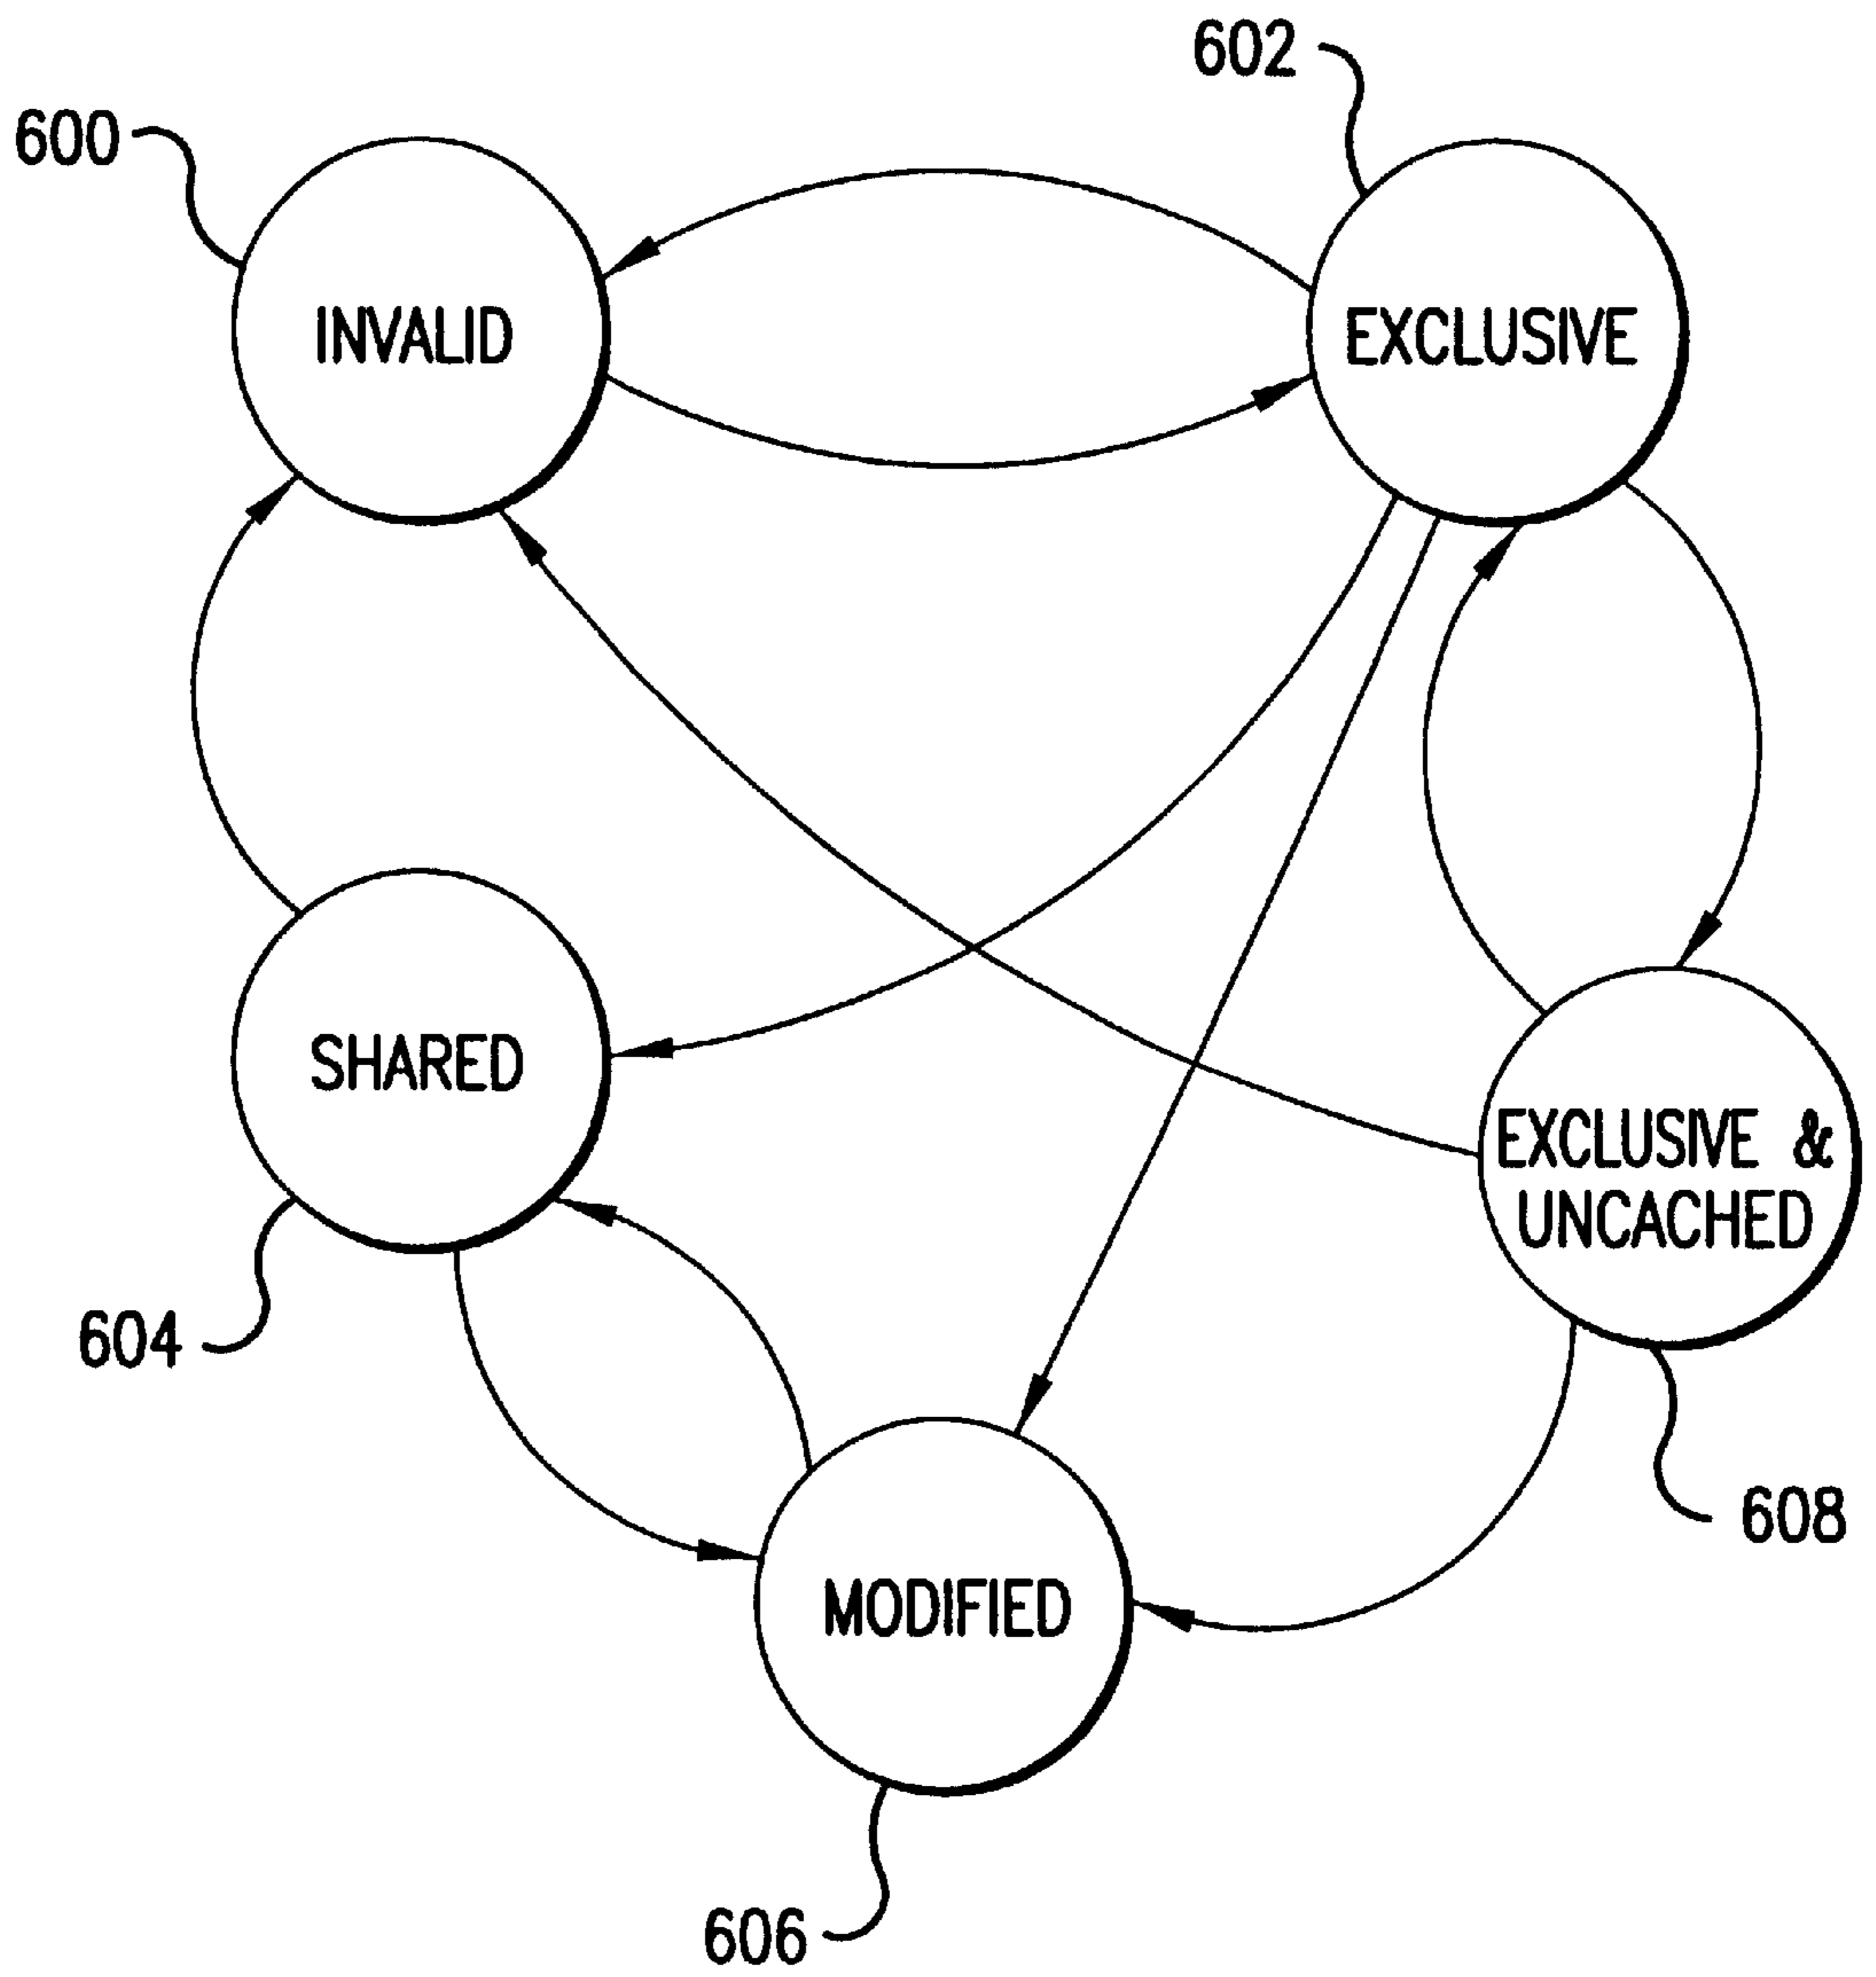 602
600
INVALID
EXCLUSIVE
SHARED
EXCLUSIVE &
UNCACHED
604
608
MODIFIED
606